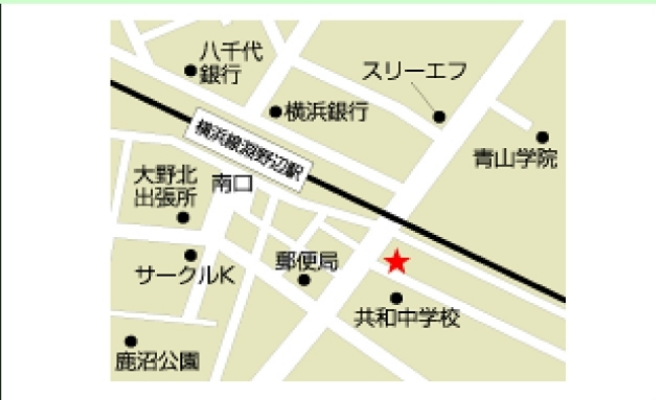 八千代
銀行
スリーエフ
横浜銀行
横浜線淵野辺駅
青山学院
大野北
出張所
南口
郵便局
サークルK
共和中学校
鹿沼公園